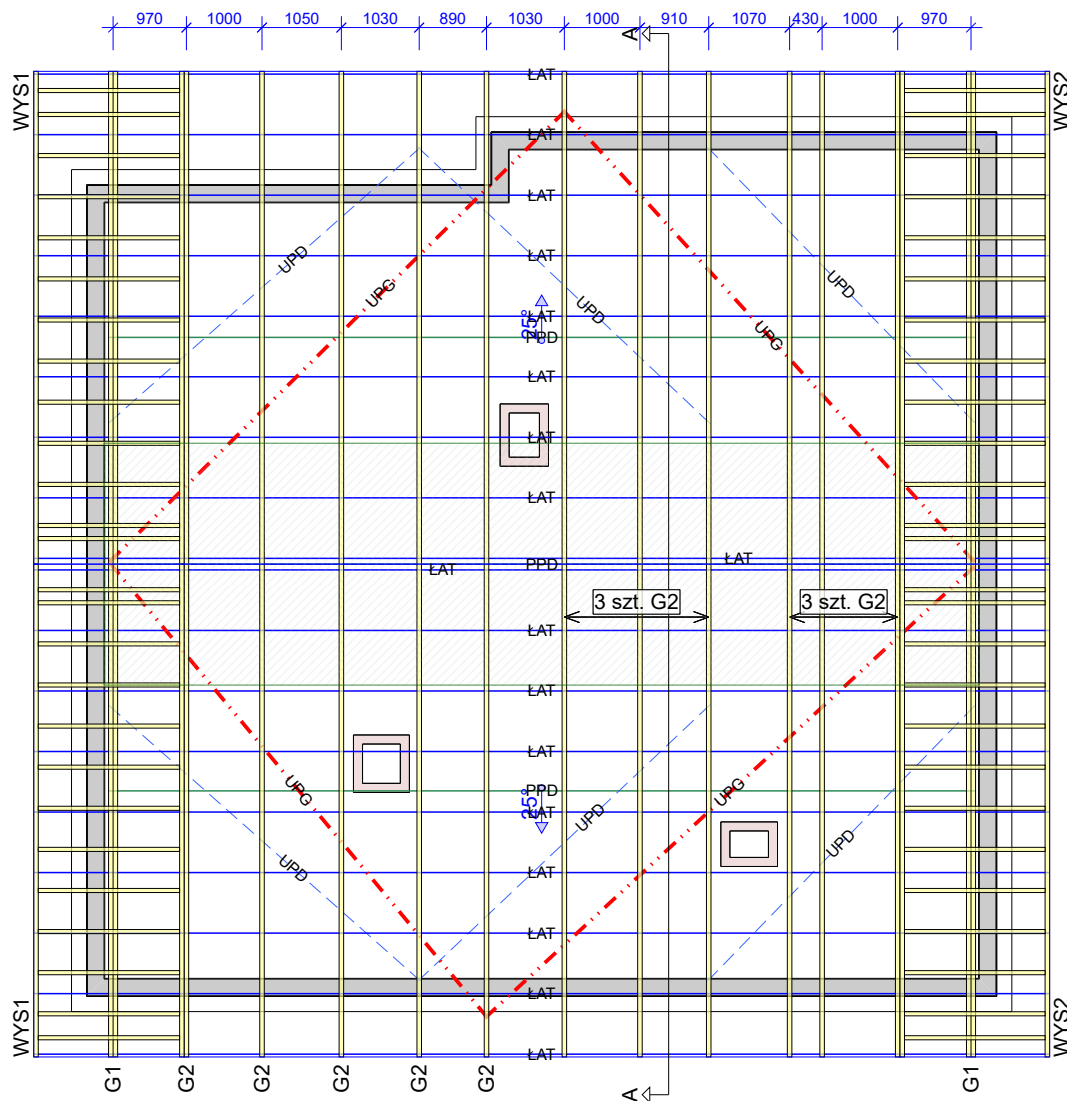 970 1000 1050 1030 890 1030 1000 910 1070 430 1000 970
A
WYS1 WYS2
ŁAT
ŁAT
ŁAT
ŁAT
UPD UPD
UPG
UPD
25°
ŁAT
UPG
PPD
ŁAT
ŁAT
ŁAT
ŁAT PPD ŁAT
3 szt. G2 3 szt. G2
ŁAT
ŁAT
ŁAT
UPG PPD UPG
25°
ŁAT
UPD UPD
UPD ŁAT
ŁAT
ŁAT
WYS1 WYS2
ŁAT
G1 G2 G2 G2 G2 G2 G1
A